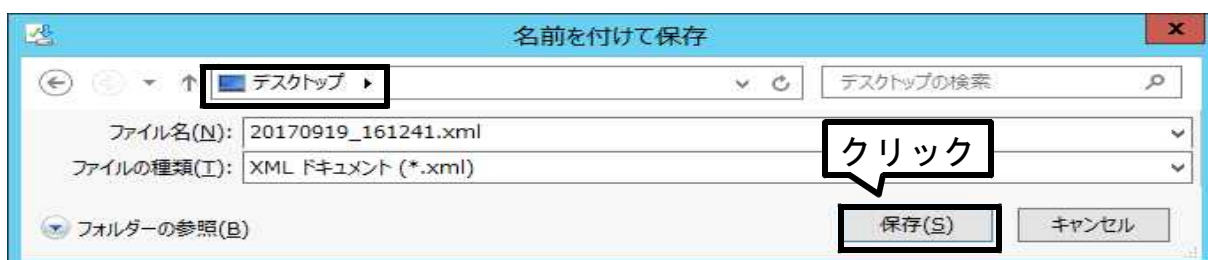 名前を付けて保存
x
デスクトップ
デスクトップの検索
ファイル名(N): 20170919_161241.xml
ファイルの種類(T): XML ドキュメント (*.xml)
クリック
フォルダーの参照(B)
保存(S)
キャンセル